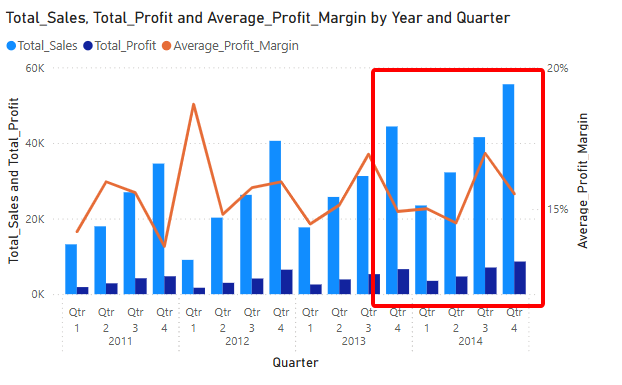 Total_Sales, Total_Profit and Average_Profit_Margin by Year and Quarter
Total_Sales Total_Profit Average_Profit_Margin
60K
40K
20K
0K
Total_Sales and Total_Profit
20%
15%
Average_Profit_Margin
Qtr Qtr Qtr Qtr Qtr Qtr Qtr Qtr Qtr Qtr Qtr Qtr Qtr Qtr Qtr Qtr
1 2 3 4 1 2 3 4 1 2 3 4 1 2 3 4
2011 2012 2013 2014
Quarter